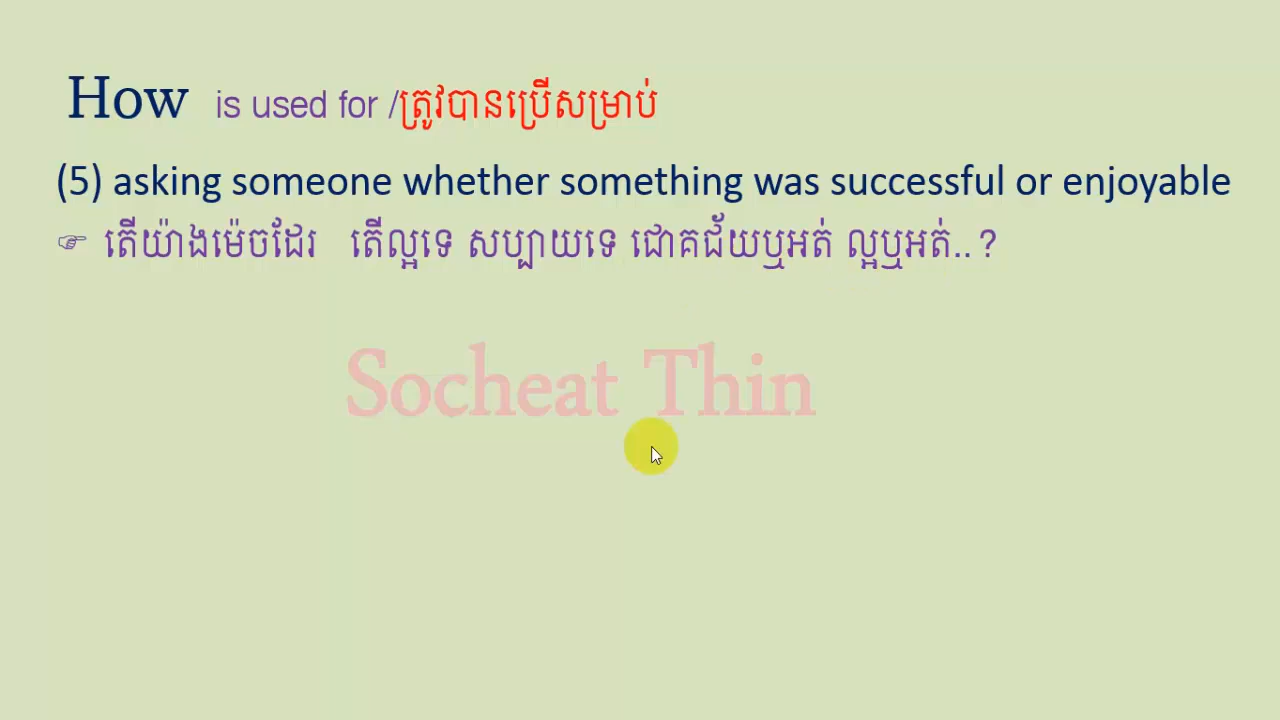 How is used for /ត្រូវបានប្រើសម្រាប់
(5) asking someone whether something was successful or enjoyable
☞ តើយ៉ាងម៉េចដែរ តើល្អទេ សប្បាយទេ ជោគជ័យឬអត់ ល្អឬអត់..?
Socheat Thin